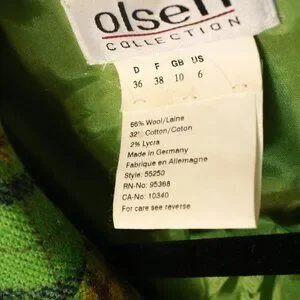 olsen
COLLECTION
D F GB US
36 38 10 6
66% Wool/Laine
32% Cotton/Coton
2% Lycra
Made in Germany
Fabriqué en Allemagne
Style: 55250
RN-No: 95368
CA-No: 10340
For care see reverse